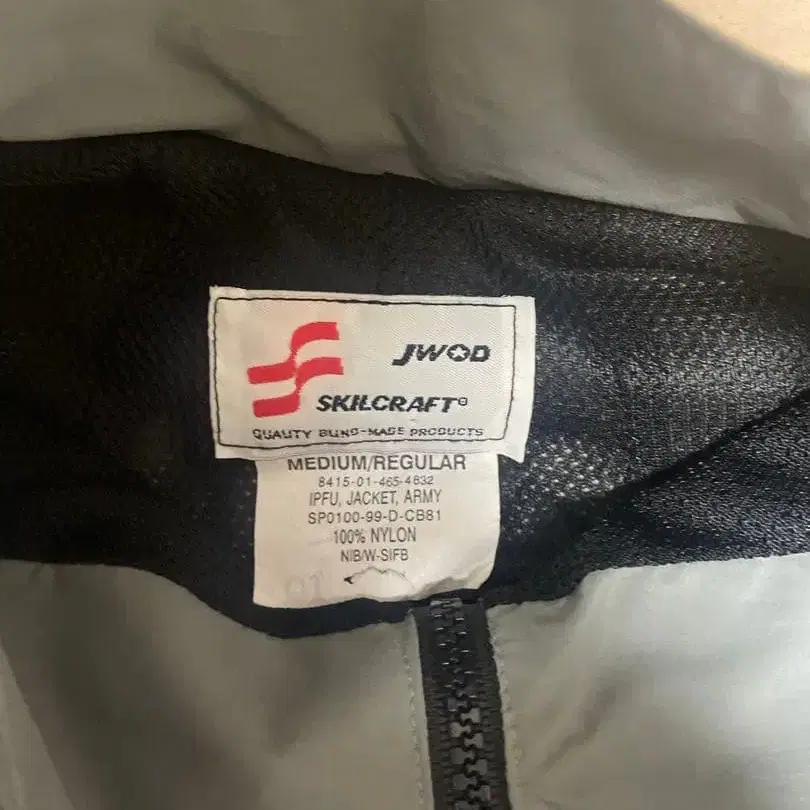 JWOD
SKILCRAFT®
QUALITY BLIND-MADE PRODUCTS
MEDIUM/REGULAR
8415-01-465-4632
IPFU, JACKET, ARMY
SP0100-99-D-CB81
100% NYLON
NIB/W-SIFB